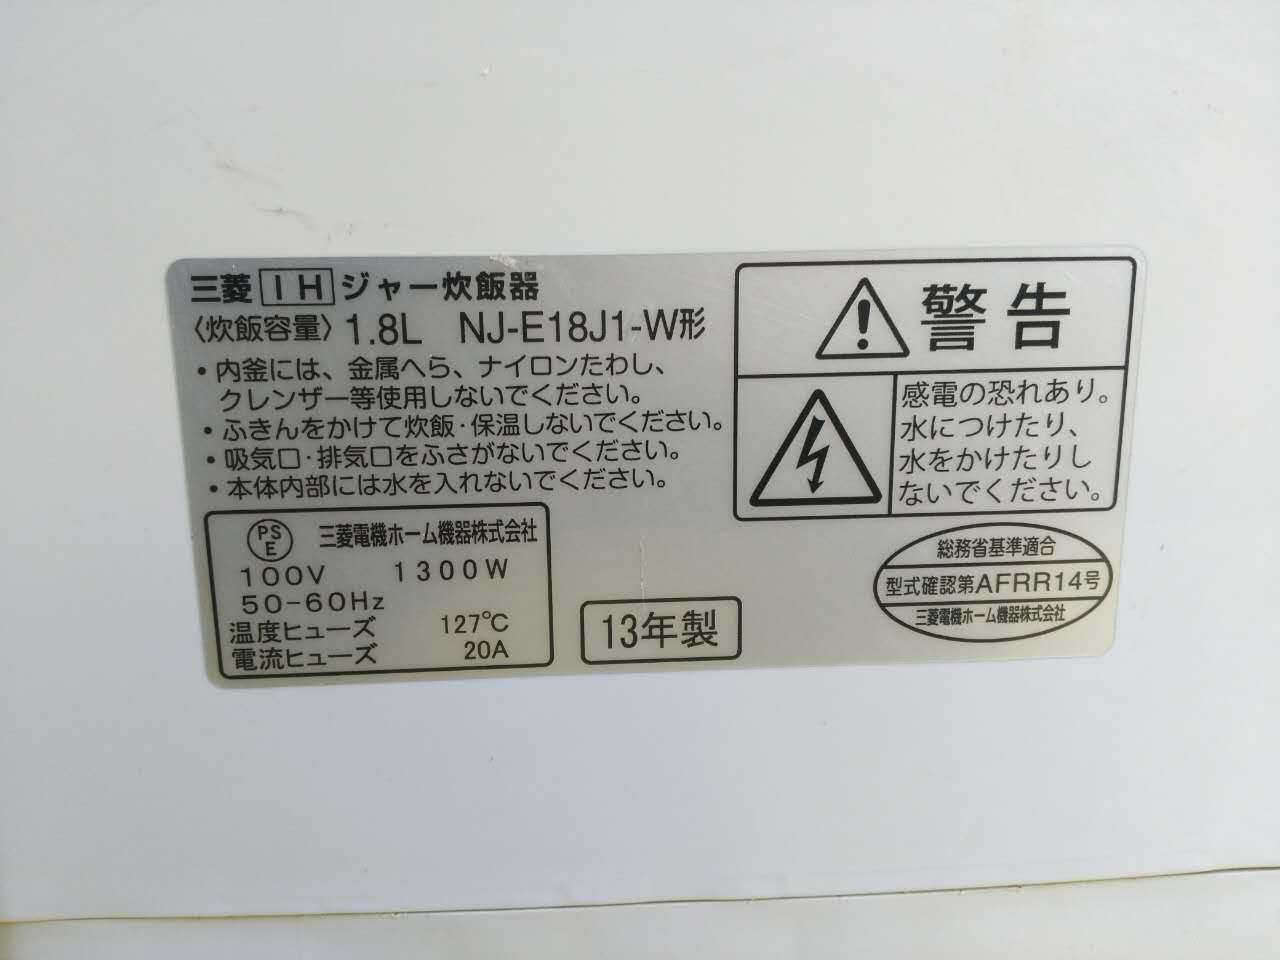 三菱 IH ジャー炊飯器
〈炊飯容量〉 1.8L NJ-E18J1-W形
・内釜には、金属へら、ナイロンたわし、
クレンザー等使用しないでください。
・ふきんをかけて炊飯・保温しないでください。
・吸気口・排気口をふさがないでください。
・本体内部には水を入れないでください。
PS
E
三菱電機ホーム機器株式会社
100V 1300W
50-60Hz
温度ヒューズ 127℃
電流ヒューズ 20A
13年製
警告
感電の恐れあり。
水につけたり、
水をかけたりし
ないでください。
総務省基準適合
型式確認第AFRR14号
三菱電機ホーム機器株式会社